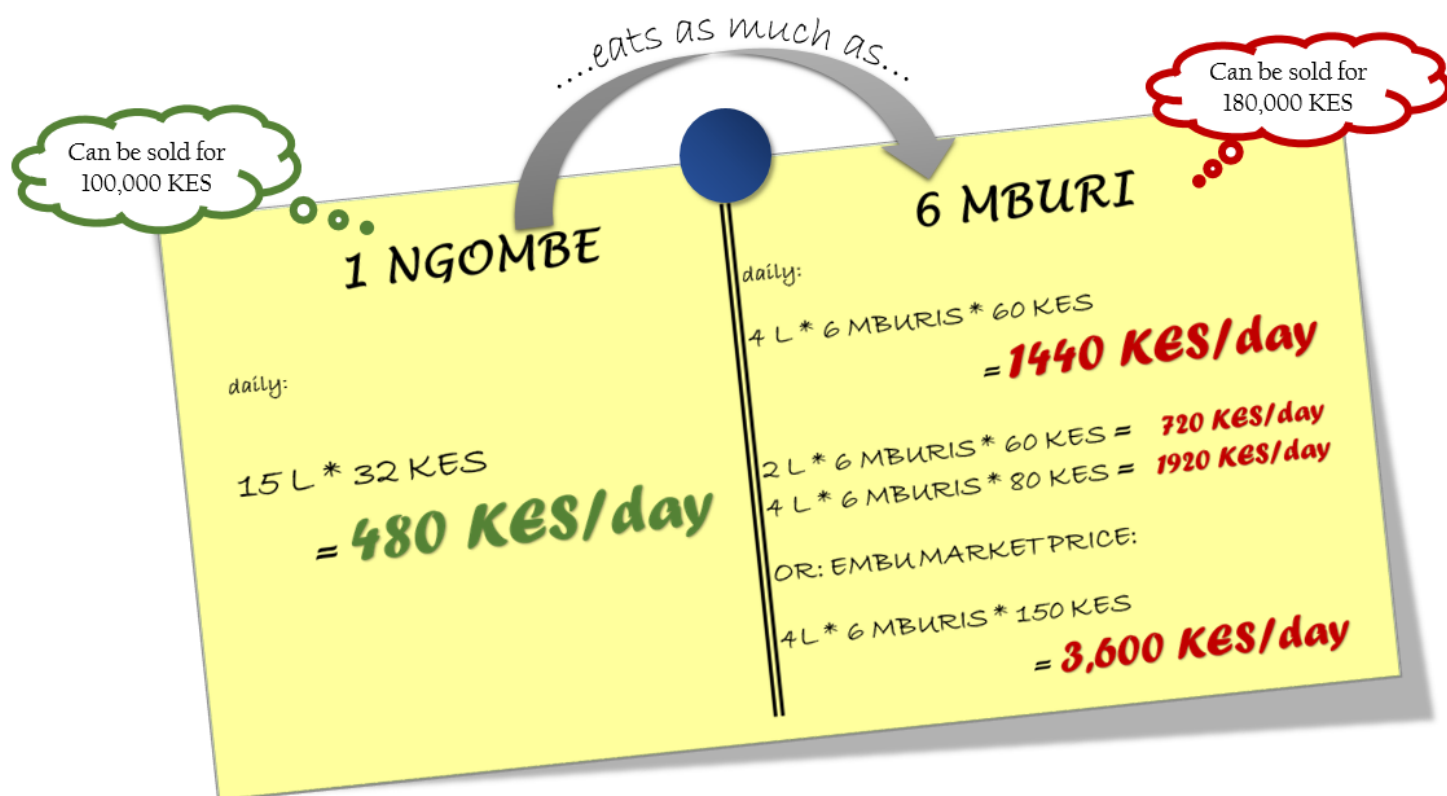 ....eats as much as...
Can be sold for
100,000 KES
1 NGOMBE
daily:
15 L * 32 KES
= 480 KES/day
Can be sold for
180,000 KES
6 MBURI
daily:
4 L * 6 MBURIS * 60 KES
= 1440 KES/day
2 L * 6 MBURIS * 60 KES = 720 KES/day
4 L * 6 MBURIS * 80 KES = 1920 KES/day
OR: EMBU MARKET PRICE:
4L * 6 MBURIS * 150 KES
= 3,600 KES/day